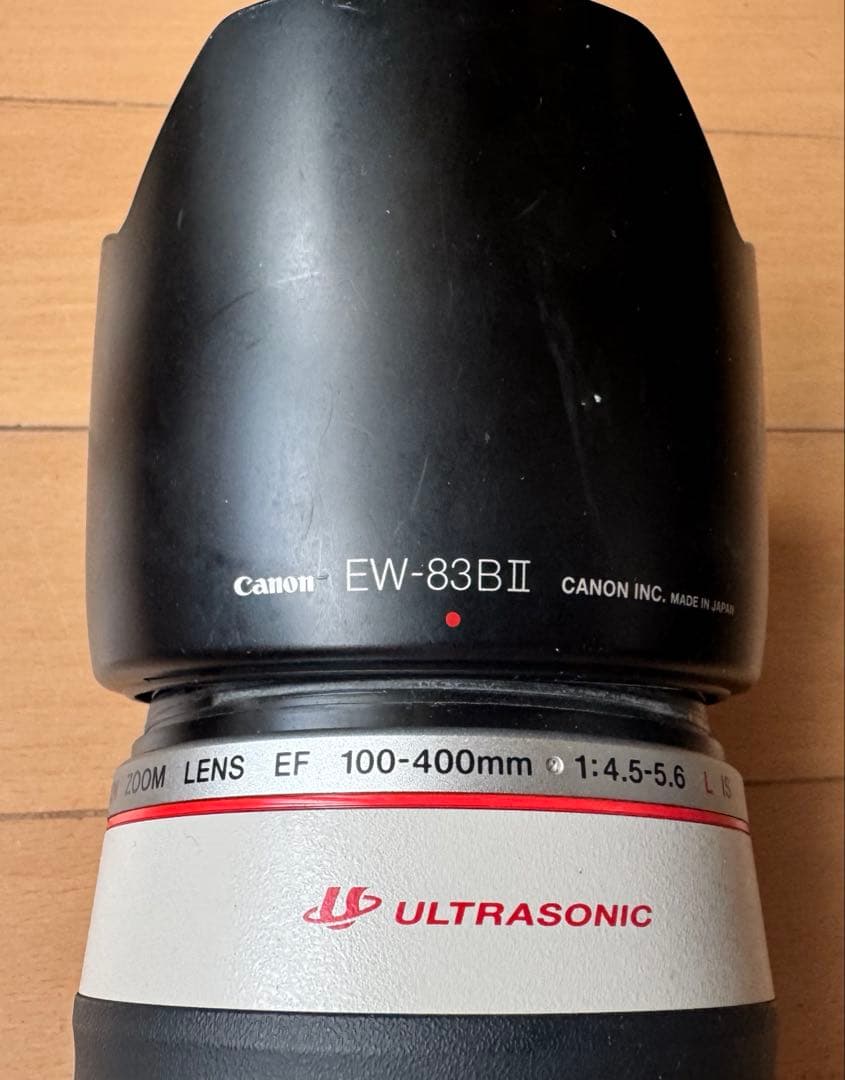 Canon EW-83BⅡ CANON INC. MADE IN JAPAN
ZOOM LENS EF 100-400mm 1:4.5-5.6 L IS
ULTRASONIC